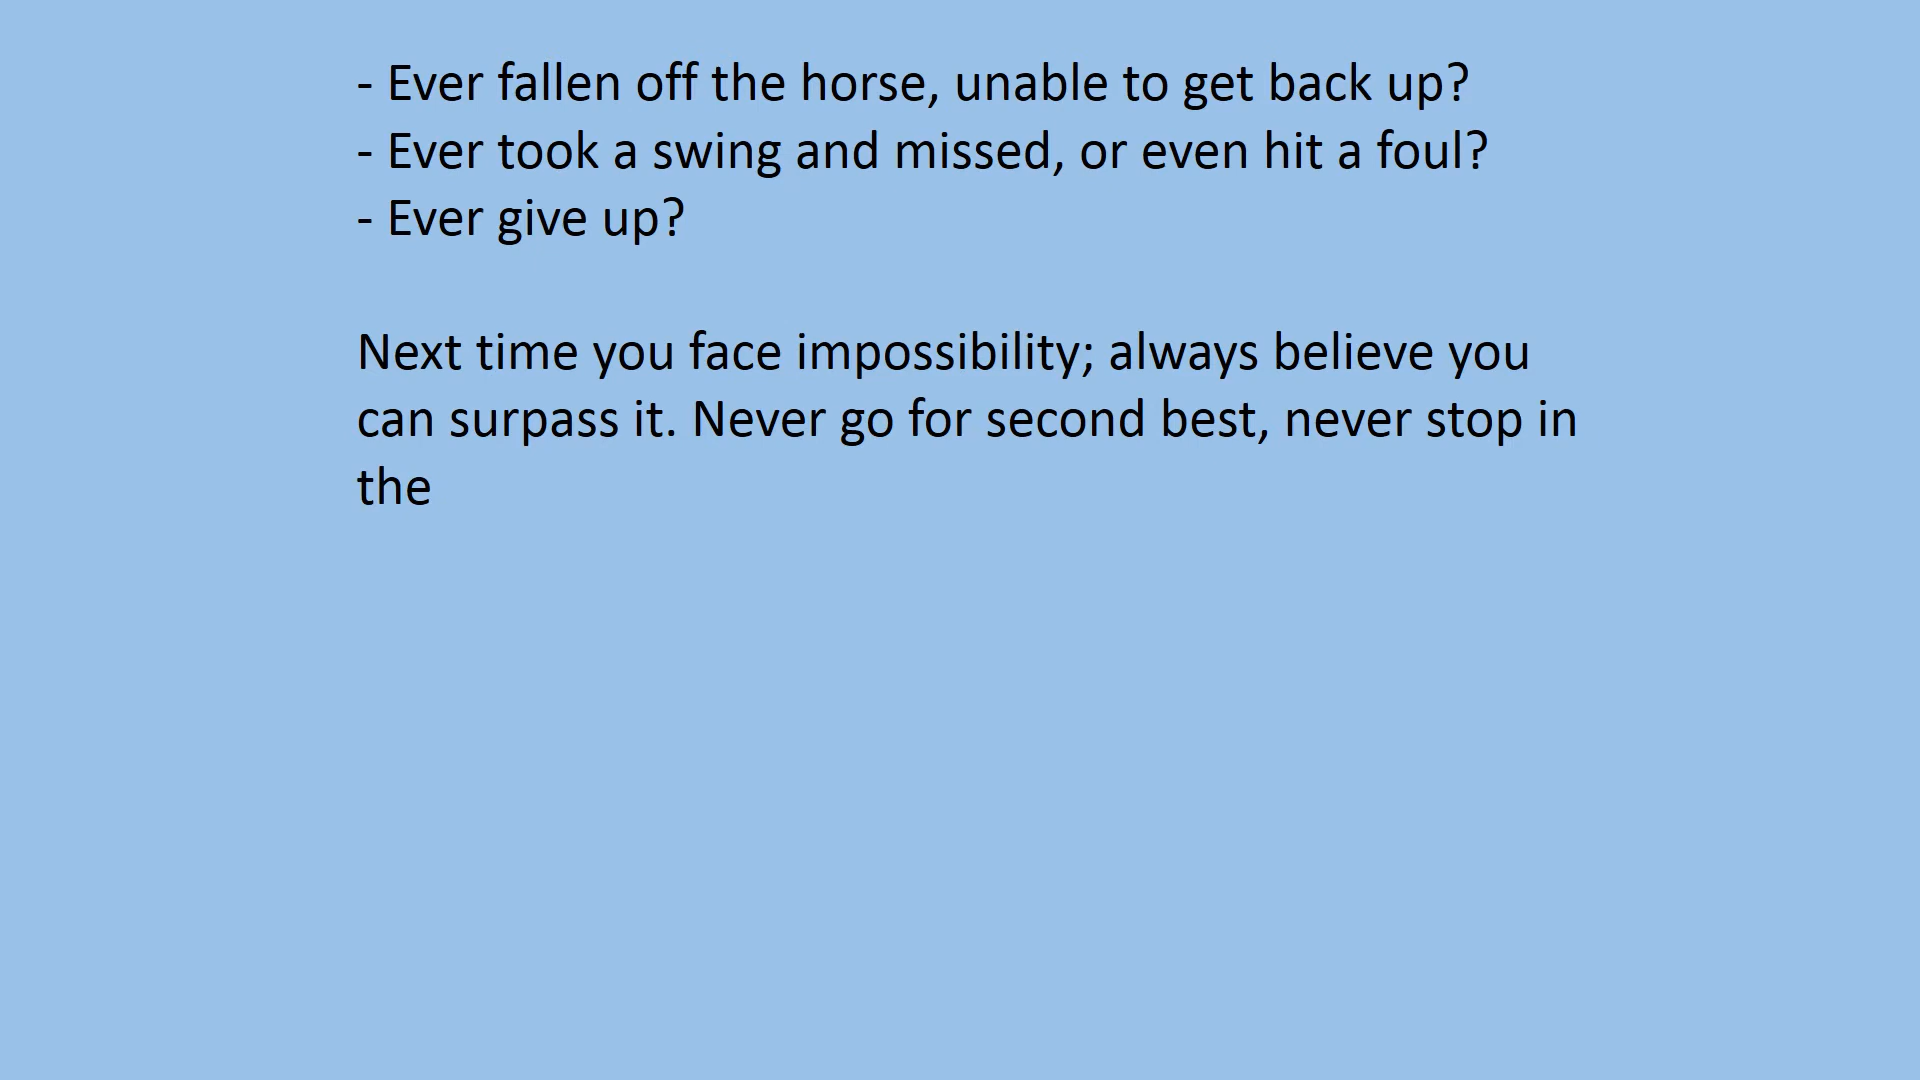 - Ever fallen off the horse, unable to get back up?
- Ever took a swing and missed, or even hit a foul?
- Ever give up?
Next time you face impossibility; always believe you
can surpass it. Never go for second best, never stop in
the